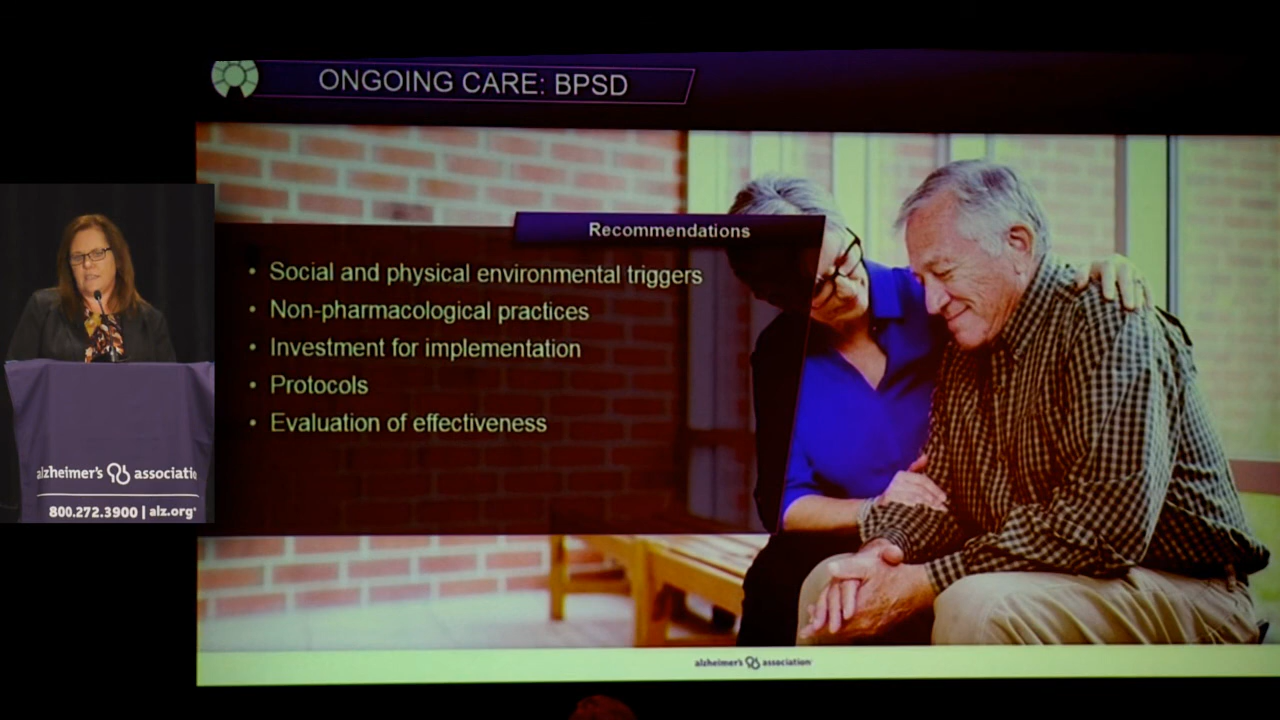 ONGOING CARE: BPSD
Recommendations
• Social and physical environmental triggers
• Non-pharmacological practices
• Investment for implementation
• Protocols
• Evaluation of effectiveness
alzheimer's associatio
800.272.3900 | alz.org®
alzheimer's association®